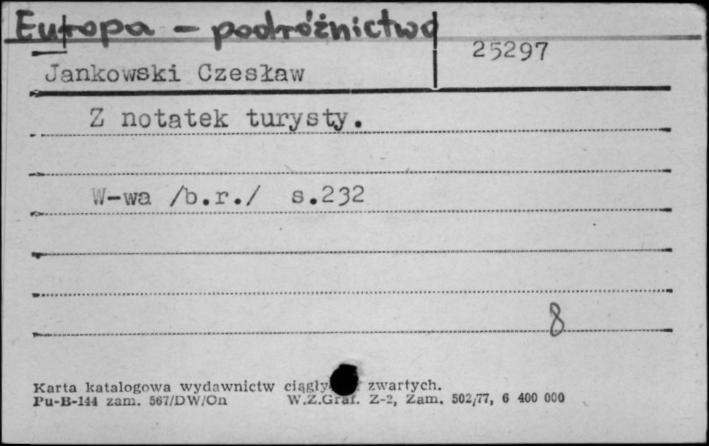 Europa - podróżnictwo
25297
Jankowski Czesław
Z notatek turysty.
W-wa /b.r./ s.232
8
Karta katalogowa wydawnictw zwartych.
Pu-B-144 zam. 567/DW/On W.Z.Graf. Z-2, Zam. 502/77, 6 400 000